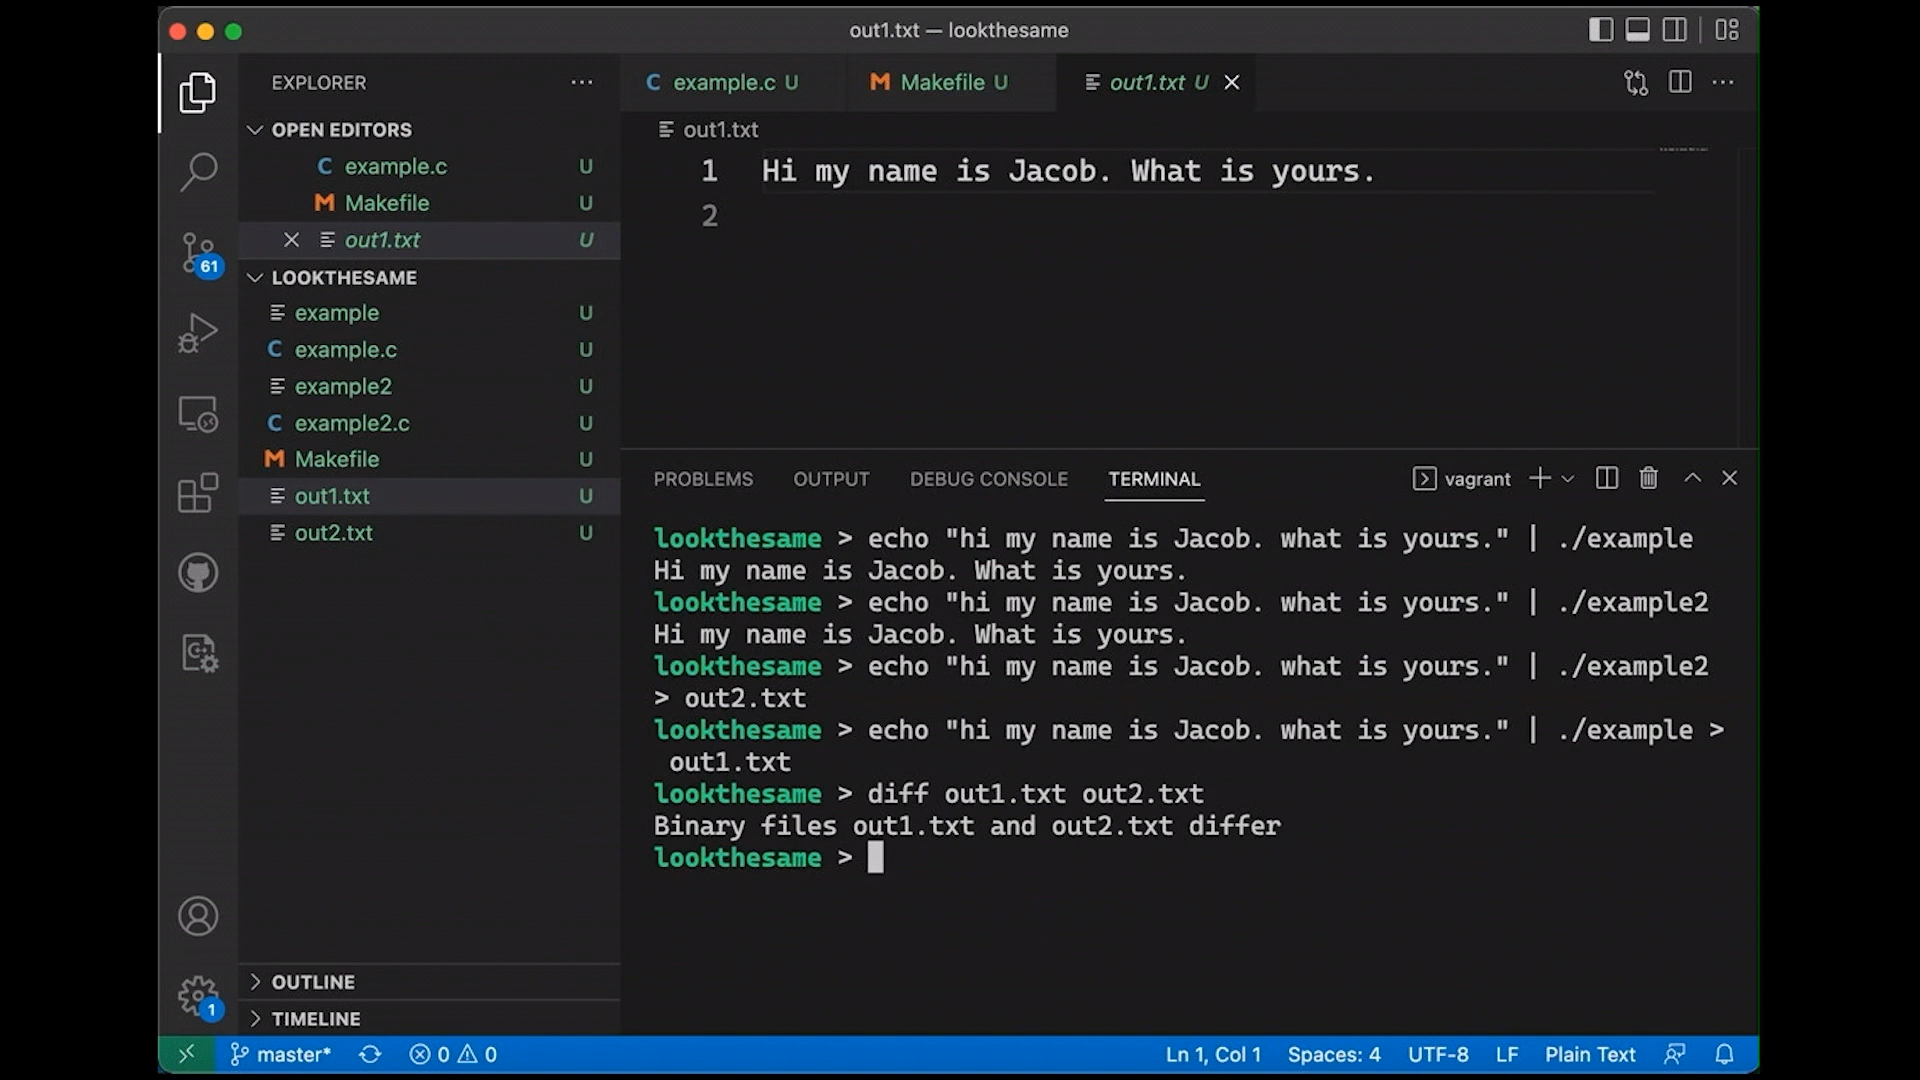 out1.txt — lookthesame
EXPLORER
OPEN EDITORS
C example.c U
M Makefile U
out1.txt U
LOOKTHESAME
example U
C example.c U
example2 U
C example2.c U
M Makefile U
out1.txt U
out2.txt U
OUTLINE
TIMELINE
61
1
C example.c U
M Makefile U
out1.txt U
out1.txt
1 Hi my name is Jacob. What is yours.
2
PROBLEMS OUTPUT DEBUG CONSOLE TERMINAL vagrant
lookthesame > echo "hi my name is Jacob. what is yours." | ./example
Hi my name is Jacob. What is yours.
lookthesame > echo "hi my name is Jacob. what is yours." | ./example2
Hi my name is Jacob. What is yours.
lookthesame > echo "hi my name is Jacob. what is yours." | ./example2
> out2.txt
lookthesame > echo "hi my name is Jacob. what is yours." | ./example >
out1.txt
lookthesame > diff out1.txt out2.txt
Binary files out1.txt and out2.txt differ
lookthesame >
master* 0 0 Ln 1, Col 1 Spaces: 4 UTF-8 LF Plain Text